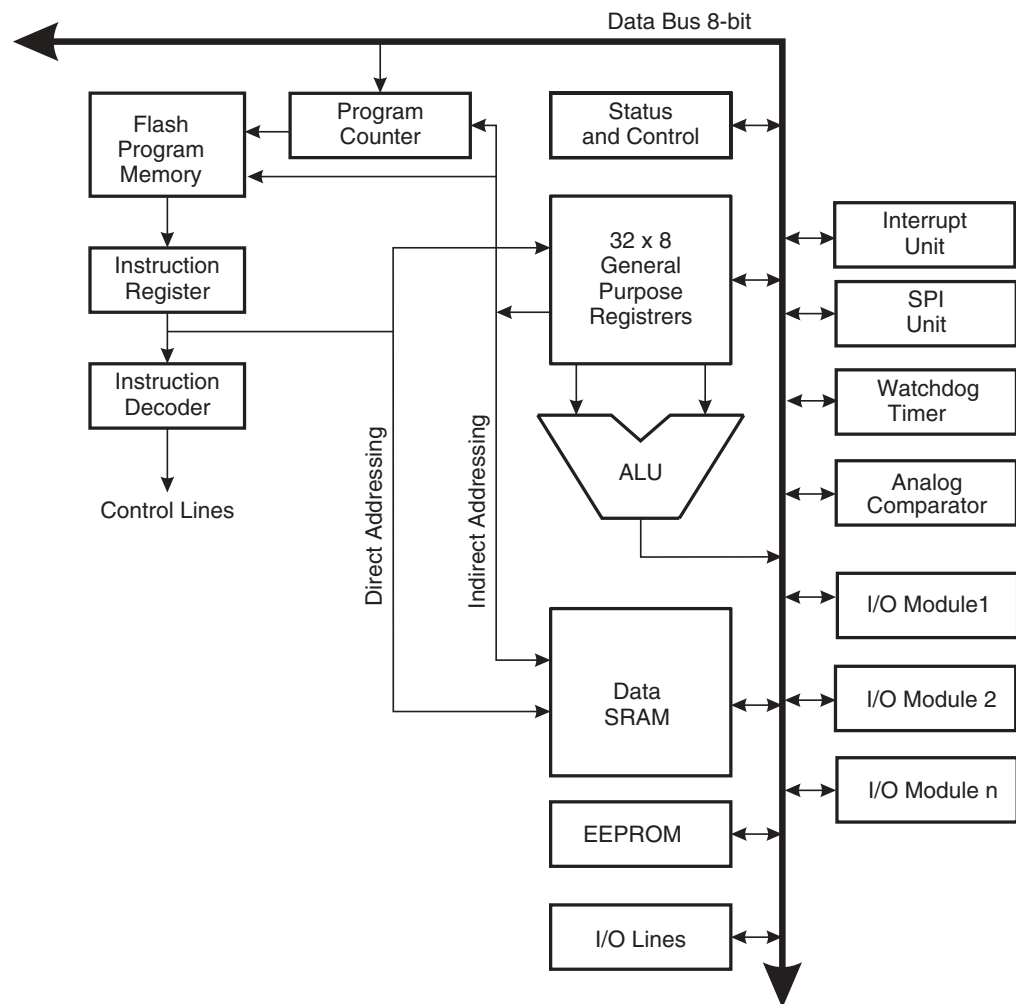 Data Bus 8-bit
Flash
Program
Memory
Program
Counter
Status
and Control
Interrupt
Unit
32 x 8
General
Purpose
Registrers
Instruction
Register
SPI
Unit
Instruction
Decoder
Watchdog
Timer
Direct Addressing
Indirect Addressing
ALU
Analog
Comparator
Control Lines
I/O Module1
Data
SRAM
I/O Module 2
I/O Module n
EEPROM
I/O Lines